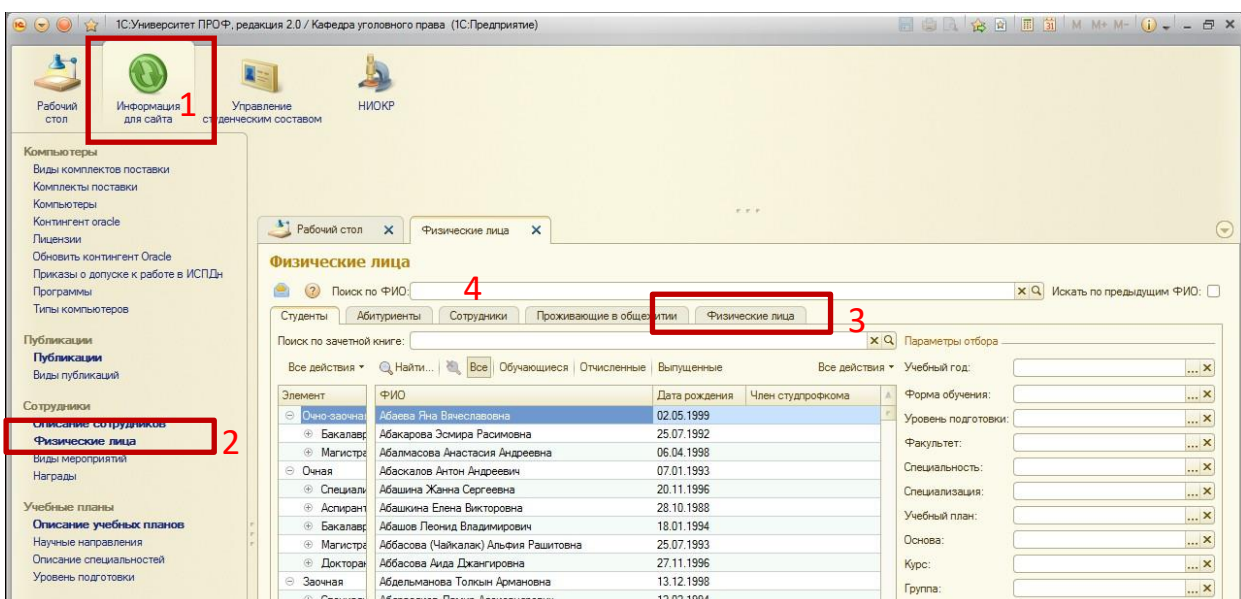 1С:Университет ПРОФ, редакция 2.0 / Кафедра уголовного права (1С:Предприятие)
M M+ M-
Рабочий стол
Информация для сайта
Управление студенческим составом
НИОКР
1
Компьютеры
Виды комплектов поставки
Комплекты поставки
Компьютеры
Контингент oracle
Лицензии
Обновить контингент Oracle
Приказы о допуске к работе в ИСПДн
Программы
Типы компьютеров
Публикации
Публикации
Виды публикаций
Сотрудники
Описание сотрудников
Физические лица
2
Виды мероприятий
Награды
Учебные планы
Описание учебных планов
Научные направления
Описание специальностей
Уровень подготовки
Рабочий стол
Физические лица
Физические лица
Поиск по ФИО:
4
Искать по предыдущим ФИО:
Студенты Абитуриенты Сотрудники Проживающие в общежитии Физические лица
3
Поиск по зачетной книге:
Все действия Найти... Все Обучающиеся Отчисленные Выпущенные Все действия
Элемент ФИО Дата рождения Член студпрофкома
Очно-заочная Абаева Яна Вячеславовна 02.05.1999
Бакалавр Абакарова Эсмира Расимовна 25.07.1992
Магистра Абалмасова Анастасия Андреевна 06.04.1998
Очная Абаскалов Антон Андреевич 07.01.1993
Специали Абашина Жанна Сергеевна 20.11.1996
Аспирант Абашкина Елена Викторовна 28.10.1988
Бакалавр Абашов Леонид Владимирович 18.01.1994
Магистра Аббасова (Чайкалак) Альфия Рашитовна 25.07.1993
Докторан Аббасова Аида Джангировна 27.11.1996
Заочная Абдельманова Толкын Армановна 13.12.1998
Параметры отбора
Учебный год:
Форма обучения:
Уровень подготовки:
Факультет:
Специальность:
Специализация:
Учебный план:
Основа:
Курс:
Группа: